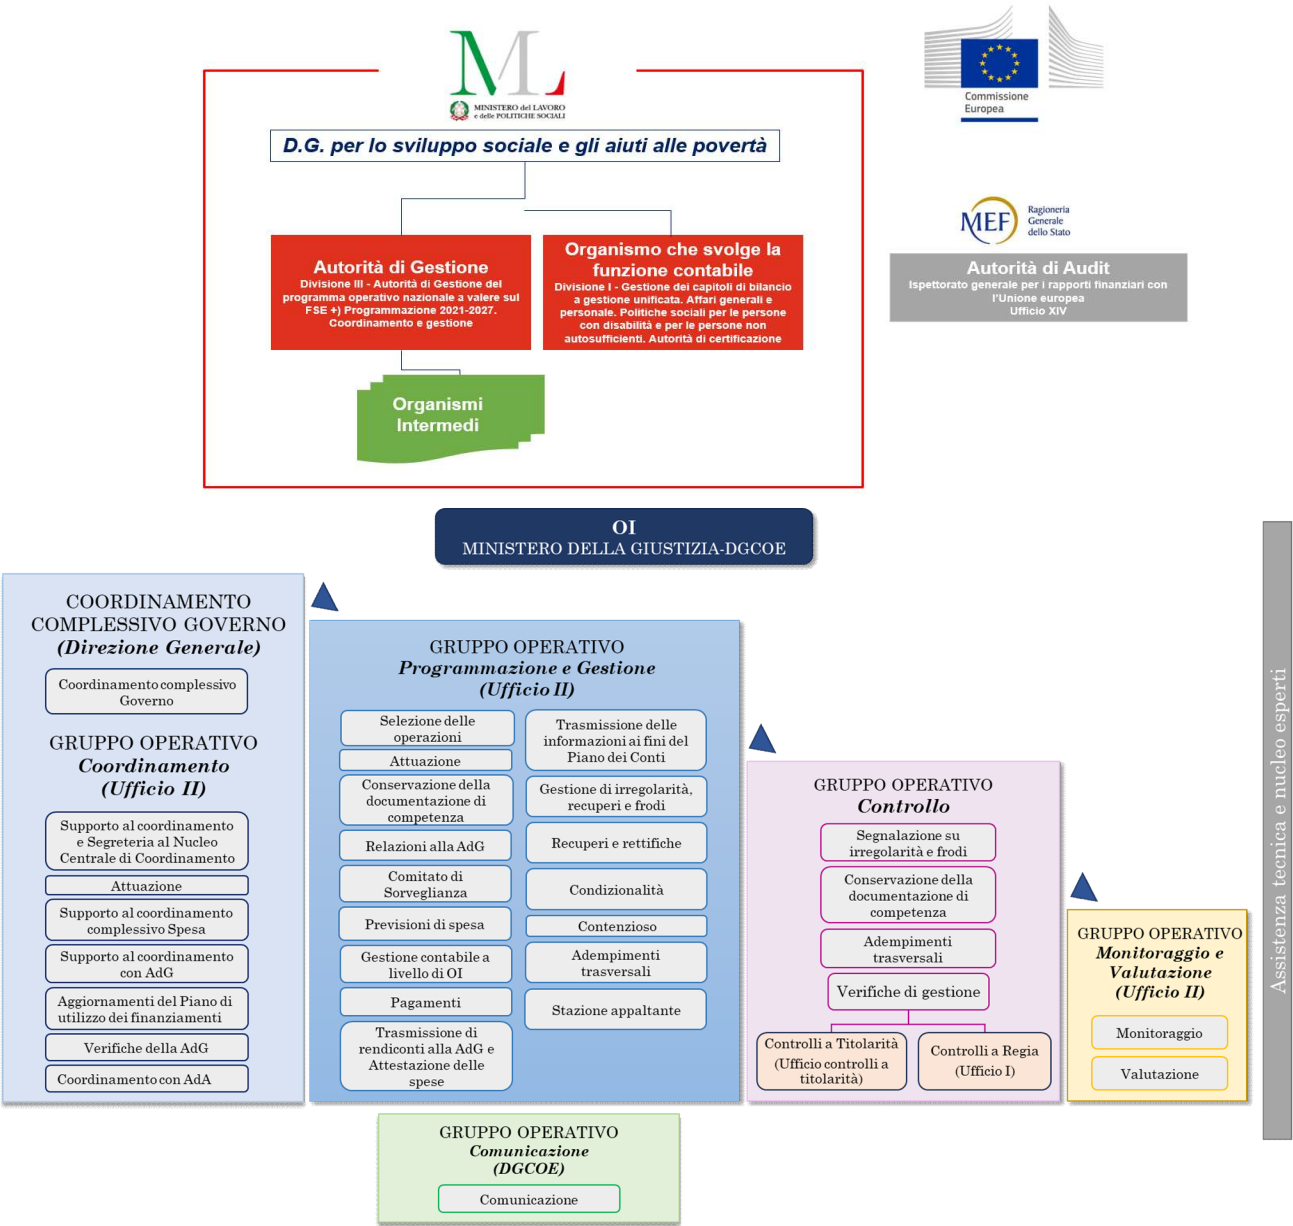 ML
MINISTERO del LAVORO
e delle POLITICHE SOCIALI
Commissione
Europea
D.G. per lo sviluppo sociale e gli aiuti alle povertà
MEF
Ragioneria
Generale
dello Stato
Autorità di Gestione
Divisione III - Autorità di Gestione del
programma operativo nazionale a valere sul
FSE +) Programmazione 2021-2027.
Coordinamento e gestione
Organismo che svolge la
funzione contabile
Divisione I - Gestione dei capitoli di bilancio
a gestione unificata. Affari generali e
personale. Politiche sociali per le persone
con disabilità e per le persone non
autosufficienti. Autorità di certificazione
Autorità di Audit
Ispettorato generale per i rapporti finanziari con
l'Unione europea
Ufficio XIV
Organismi
Intermedi
OI
MINISTERO DELLA GIUSTIZIA-DGCOE
COORDINAMENTO
COMPLESSIVO GOVERNO
(Direzione Generale)
Coordinamento complessivo
Governo
GRUPPO OPERATIVO
Coordinamento
(Ufficio II)
Supporto al coordinamento
e Segreteria al Nucleo
Centrale di Coordinamento
Attuazione
Supporto al coordinamento
complessivo Spesa
Supporto al coordinamento
con AdG
Aggiornamenti del Piano di
utilizzo dei finanziamenti
Verifiche della AdG
Coordinamento con AdA
GRUPPO OPERATIVO
Programmazione e Gestione
(Ufficio II)
Selezione delle
operazioni
Attuazione
Conservazione della
documentazione di
competenza
Relazioni alla AdG
Comitato di
Sorveglianza
Previsioni di spesa
Gestione contabile a
livello di OI
Pagamenti
Trasmissione di
rendiconti alla AdG e
Attestazione delle
spese
Trasmissione delle
informazioni ai fini del
Piano dei Conti
Gestione di irregolarità,
recuperi e frodi
Recuperi e rettifiche
Condizionalità
Contenzioso
Adempimenti
trasversali
Stazione appaltante
GRUPPO OPERATIVO
Controllo
Segnalazione su
irregolarità e frodi
Conservazione della
documentazione di
competenza
Adempimenti
trasversali
Verifiche di gestione
Controlli a Titolarità
(Ufficio controlli a
titolarità)
Controlli a Regia
(Ufficio I)
GRUPPO OPERATIVO
Monitoraggio e
Valutazione
(Ufficio II)
Monitoraggio
Valutazione
Assistenza tecnica e nucleo esperti
GRUPPO OPERATIVO
Comunicazione
(DGCOE)
Comunicazione